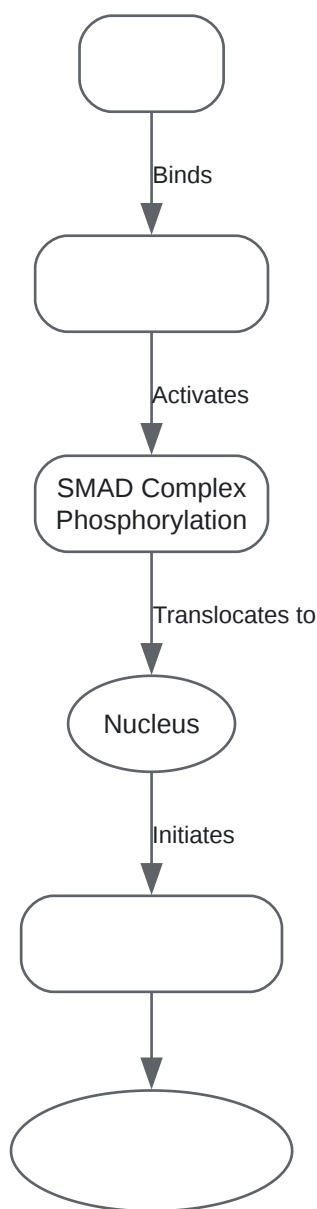 Binds
Activates
SMAD Complex
Phosphorylation
Translocates to
Nucleus
Initiates